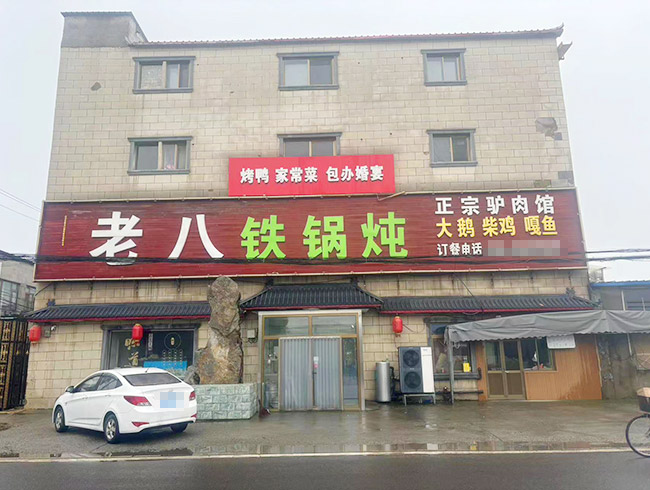 烤鸭 家常菜 包办婚宴
老八铁锅炖
正宗驴肉馆
大鹅 柴鸡 嘎鱼
订餐电话